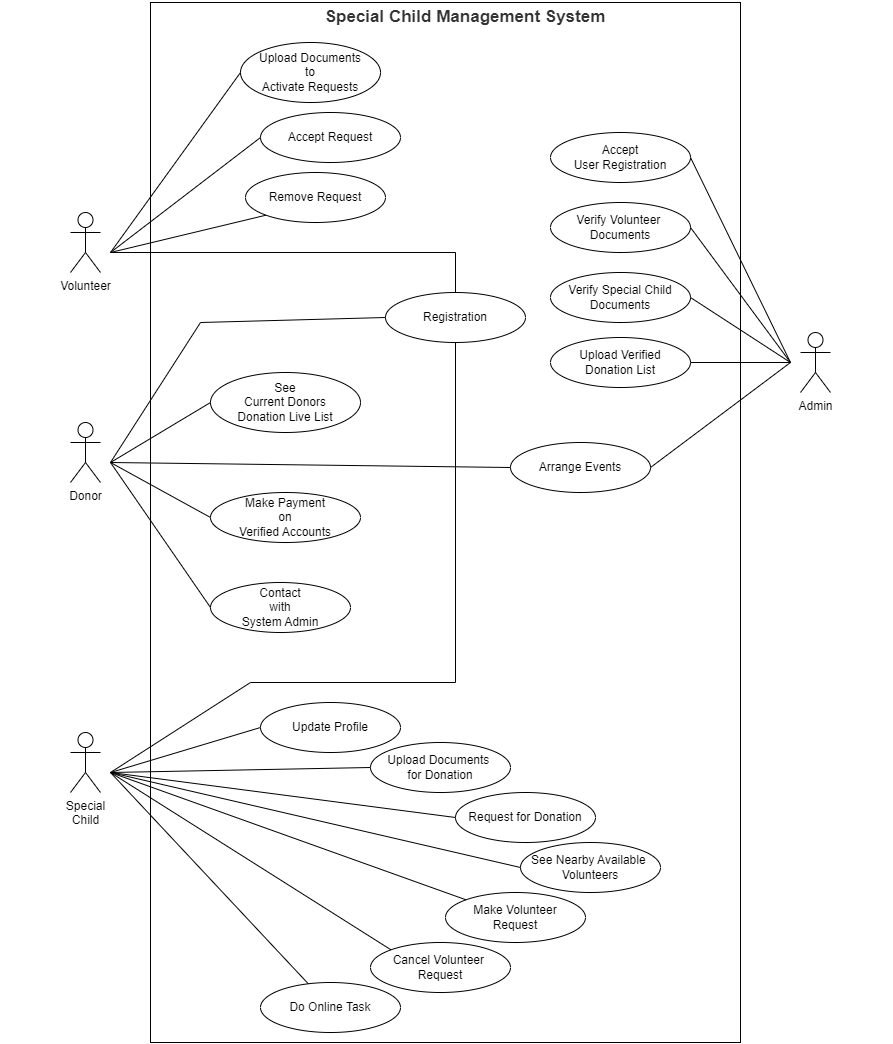 Special Child Management System
Upload Documents
to
Activate Requests
Accept Request
Remove Request
Volunteer
Accept
User Registration
Verify Volunteer
Documents
Verify Special Child
Documents
Registration
Upload Verified
Donation List
Admin
See
Current Donors
Donation Live List
Donor
Arrange Events
Make Payment
on
Verified Accounts
Contact
with
System Admin
Special
Child
Update Profile
Upload Documents
for Donation
Request for Donation
See Nearby Available
Volunteers
Make Volunteer
Request
Cancel Volunteer
Request
Do Online Task